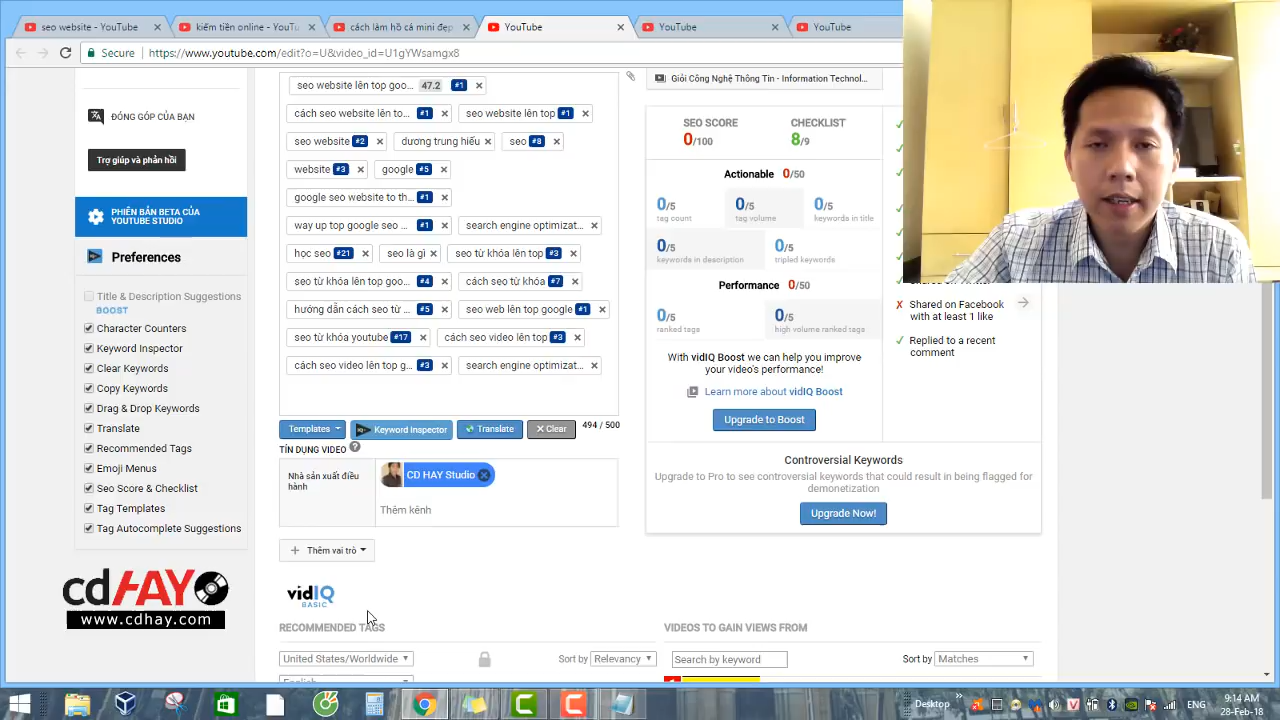 seo website - YouTube
kiếm tiền online - YouTube
cách làm hồ cá mini đẹp
YouTube
YouTube
YouTube
Secure https://www.youtube.com/edit?o=U&video_id=U1gYWsamgx8
ĐÓNG GÓP CỦA BẠN
Trợ giúp và phản hồi
PHIÊN BẢN BETA CỦA
YOUTUBE STUDIO
Preferences
Title & Description Suggestions
BOOST
Character Counters
Keyword Inspector
Clear Keywords
Copy Keywords
Drag & Drop Keywords
Translate
Recommended Tags
Emoji Menus
Seo Score & Checklist
Tag Templates
Tag Autocomplete Suggestions
cdHAY
www.cdhay.com
seo website lên top goo... 47.2 #1
cách seo website lên to... #1 seo website lên top #1
seo website #2 dương trung hiếu seo #8
website #3 google #5
google seo website to th... #1
way up top google seo ... #1 search engine optimizat...
học seo #21 seo là gì seo từ khóa lên top #3
seo từ khóa lên top goo... #4 cách seo từ khóa #7
hướng dẫn cách seo từ ... #5 seo web lên top google #1
seo từ khóa youtube #17 cách seo video lên top #3
cách seo video lên top g... #3 search engine optimizat...
Templates Keyword Inspector Translate Clear 494 / 500
TÍN DỤNG VIDEO ?
Nhà sản xuất điều
hành
CD HAY Studio
Thêm kênh
+ Thêm vai trò
vidIQ
BASIC
RECOMMENDED TAGS
United States/Worldwide
Sort by Relevancy
English
Giỏi Công Nghệ Thông Tin - Information Technol...
SEO SCORE
0/100
CHECKLIST
8/9
Actionable 0/50
0/5
tag count
0/5
tag volume
0/5
keywords in title
0/5
keywords in description
0/5
tripled keywords
Performance 0/50
0/5
ranked tags
0/5
high volume ranked tags
With vidIQ Boost we can help you improve
your video's performance!
Learn more about vidIQ Boost
Upgrade to Boost
Shared on Facebook
with at least 1 like
Replied to a recent
comment
Controversial Keywords
Upgrade to Pro to see controversial keywords that could result in being flagged for
demonetization
Upgrade Now!
VIDEOS TO GAIN VIEWS FROM
Search by keyword
Sort by Matches
Desktop
ENG
9:14 AM
28-Feb-18